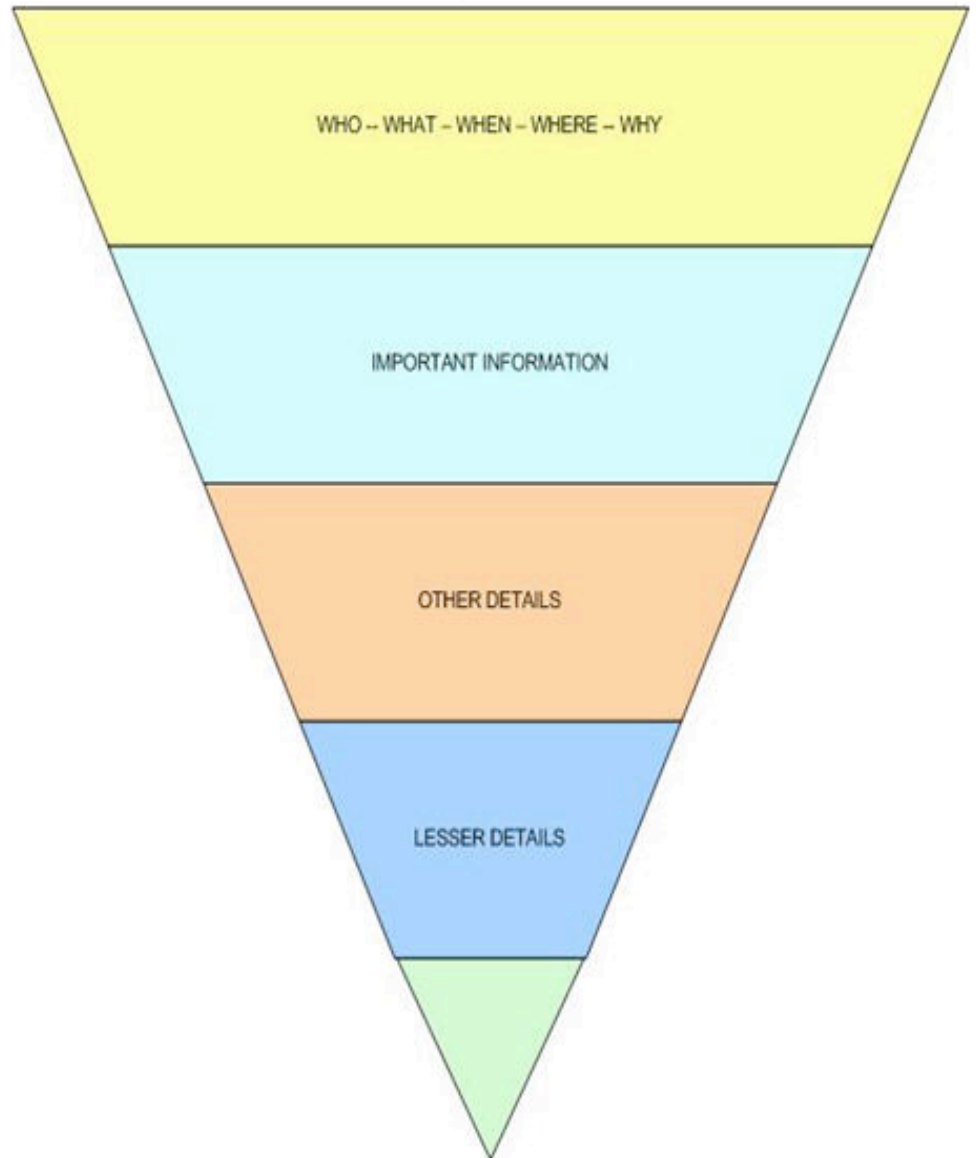 WHO -- WHAT – WHEN – WHERE -- WHY
IMPORTANT INFORMATION
OTHER DETAILS
LESSER DETAILS